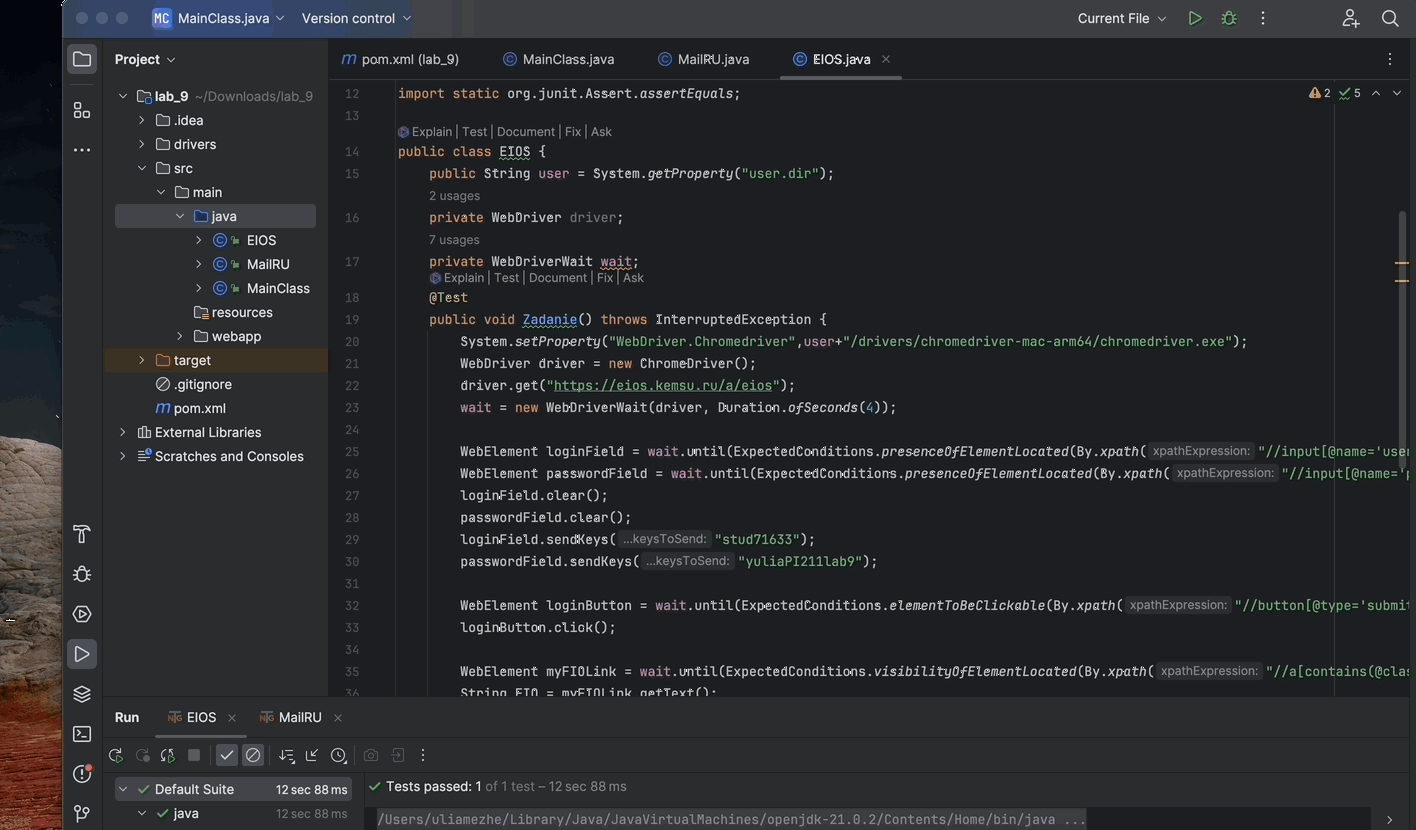 MC MainClass.java Version control Current File
Project
pom.xml (lab_9) MainClass.java MailRU.java EIOS.java
lab_9 ~/Downloads/lab_9
.idea
drivers
src
main
java
EIOS
MailRU
MainClass
resources
webapp
target
.gitignore
pom.xml
External Libraries
Scratches and Consoles
2 5
12 import static org.junit.Assert.assertEquals;
13
Explain | Test | Document | Fix | Ask
14 public class EIOS {
15 public String user = System.getProperty("user.dir");
2 usages
16 private WebDriver driver;
7 usages
17 private WebDriverWait wait;
Explain | Test | Document | Fix | Ask
18 @Test
19 public void Zadanie() throws InterruptedException {
20 System.setProperty("WebDriver.Chromedriver",user+"/drivers/chromedriver-mac-arm64/chromedriver.exe");
21 WebDriver driver = new ChromeDriver();
22 driver.get("https://eios.kemsu.ru/a/eios");
23 wait = new WebDriverWait(driver, Duration.ofSeconds(4));
24
25 WebElement loginField = wait.until(ExpectedConditions.presenceOfElementLocated(By.xpath( xpathExpression: "//input[@name='user
26 WebElement passwordField = wait.until(ExpectedConditions.presenceOfElementLocated(By.xpath( xpathExpression: "//input[@name='p
27 loginField.clear();
28 passwordField.clear();
29 loginField.sendKeys( ...keysToSend: "stud71633");
30 passwordField.sendKeys( ...keysToSend: "yuliaPI211lab9");
31
32 WebElement loginButton = wait.until(ExpectedConditions.elementToBeClickable(By.xpath( xpathExpression: "//button[@type='submit
33 loginButton.click();
34
35 WebElement myFIOLink = wait.until(ExpectedConditions.visibilityOfElementLocated(By.xpath( xpathExpression: "//a[contains(@clas
36 String FIO = myFIOLink.getText();
Run EIOS MailRU
Default Suite 12 sec 88 ms
java 12 sec 88 ms
Tests passed: 1 of 1 test – 12 sec 88 ms
/Users/uliamezhe/Library/Java/JavaVirtualMachines/openjdk-21.0.2/Contents/Home/bin/java ...